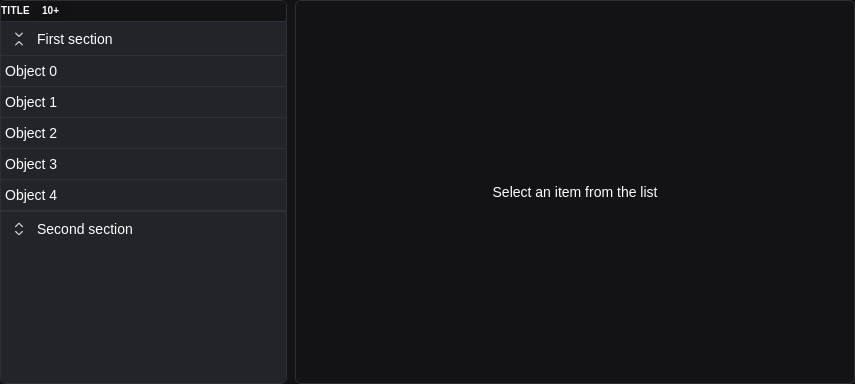 TITLE 10+
First section
Object 0
Object 1
Object 2
Object 3
Object 4
Second section
Select an item from the list